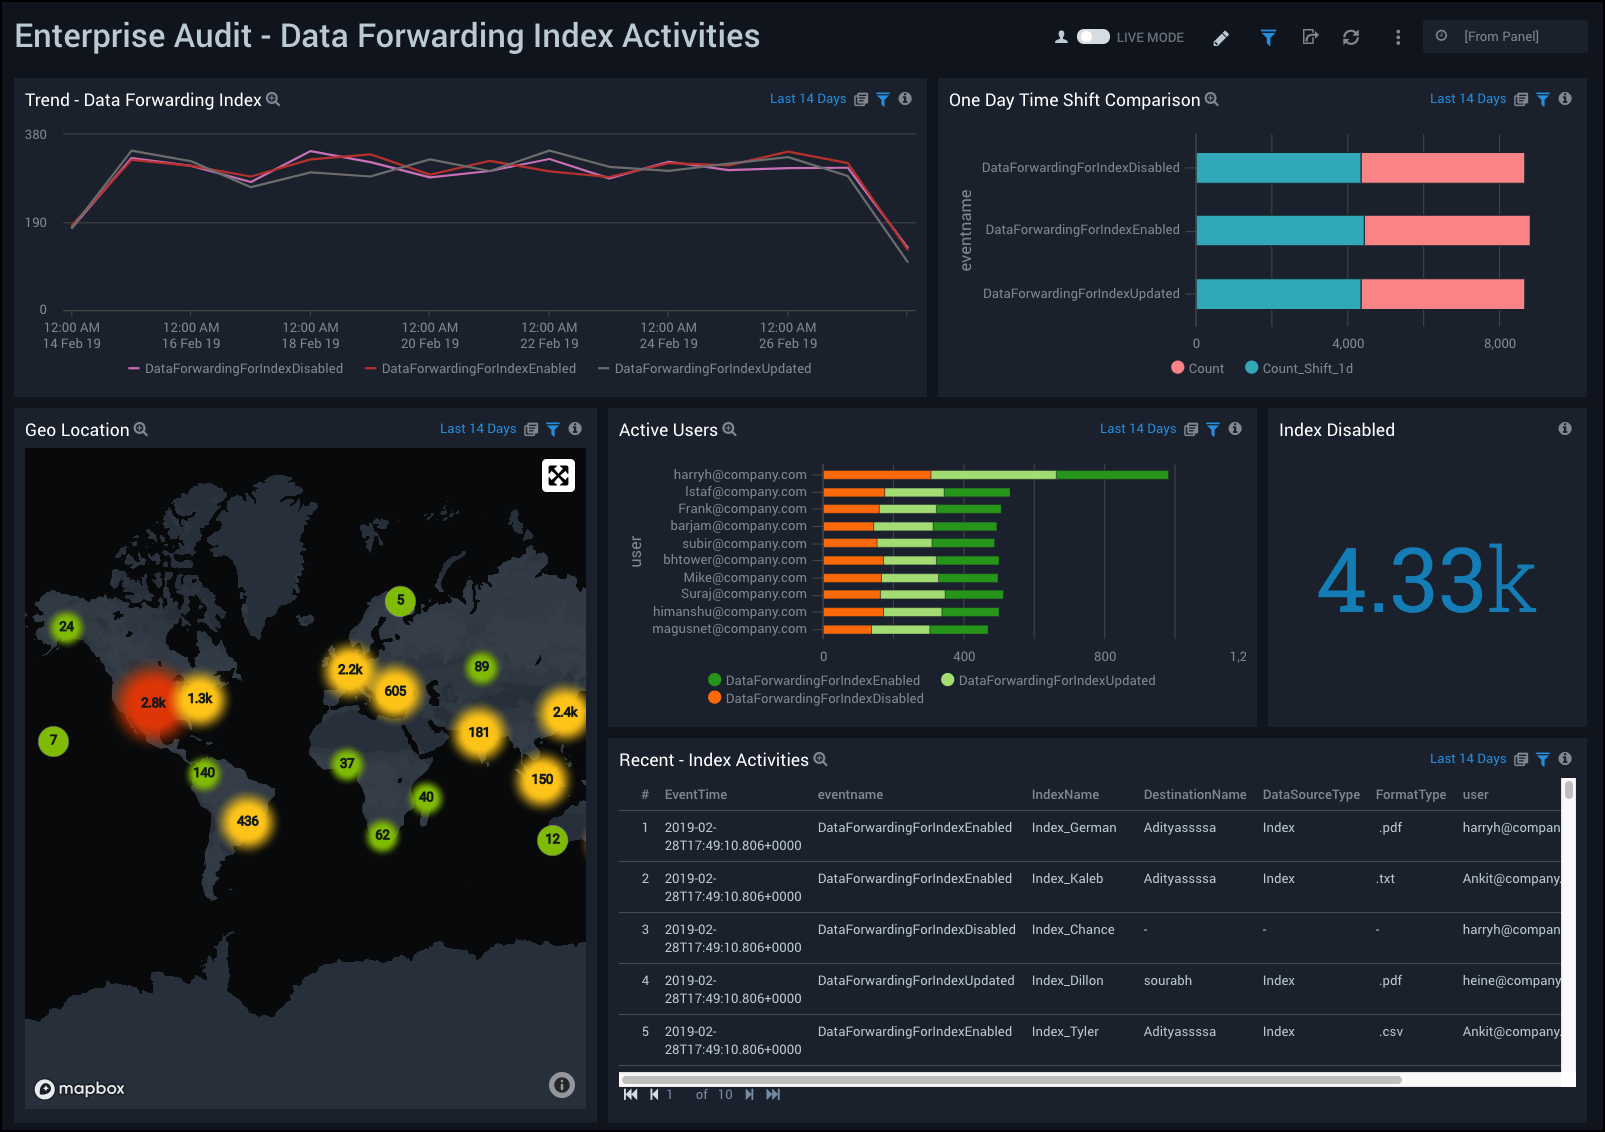 Enterprise Audit - Data Forwarding Index Activities
LIVE MODE
[From Panel]
Trend - Data Forwarding Index
Last 14 Days
380
190
0
12:00 AM 12:00 AM 12:00 AM 12:00 AM 12:00 AM 12:00 AM 12:00 AM
14 Feb 19 16 Feb 19 18 Feb 19 20 Feb 19 22 Feb 19 24 Feb 19 26 Feb 19
DataForwardingForIndexDisabled DataForwardingForIndexEnabled DataForwardingForIndexUpdated
One Day Time Shift Comparison
Last 14 Days
eventname
DataForwardingForIndexDisabled
DataForwardingForIndexEnabled
DataForwardingForIndexUpdated
0 4,000 8,000
Count Count_Shift_1d
Geo Location
Last 14 Days
5
24
2.2k
89
605
2.8k
1.3k
2.4k
7
181
37
140
150
40
436
62
12
mapbox
Active Users
Last 14 Days
user
harryh@company.com
lstaf@company.com
Frank@company.com
barjam@company.com
subir@company.com
bhtower@company.com
Mike@company.com
Suraj@company.com
himanshu@company.com
magusnet@company.com
0 400 800 1,2
DataForwardingForIndexEnabled DataForwardingForIndexUpdated
DataForwardingForIndexDisabled
Index Disabled
4.33k
Recent - Index Activities
Last 14 Days
# EventTime eventname IndexName DestinationName DataSourceType FormatType user
1 2019-02- DataForwardingForIndexEnabled Index_German Adityassssa Index .pdf harryh@compan
28T17:49:10.806+0000
2 2019-02- DataForwardingForIndexEnabled Index_Kaleb Adityassssa Index .txt Ankit@company.
28T17:49:10.806+0000
3 2019-02- DataForwardingForIndexDisabled Index_Chance - - - harryh@compan
28T17:49:10.806+0000
4 2019-02- DataForwardingForIndexUpdated Index_Dillon sourabh Index .pdf heine@company
28T17:49:10.806+0000
5 2019-02- DataForwardingForIndexEnabled Index_Tyler Adityassssa Index .csv Ankit@company.
28T17:49:10.806+0000
1 of 10